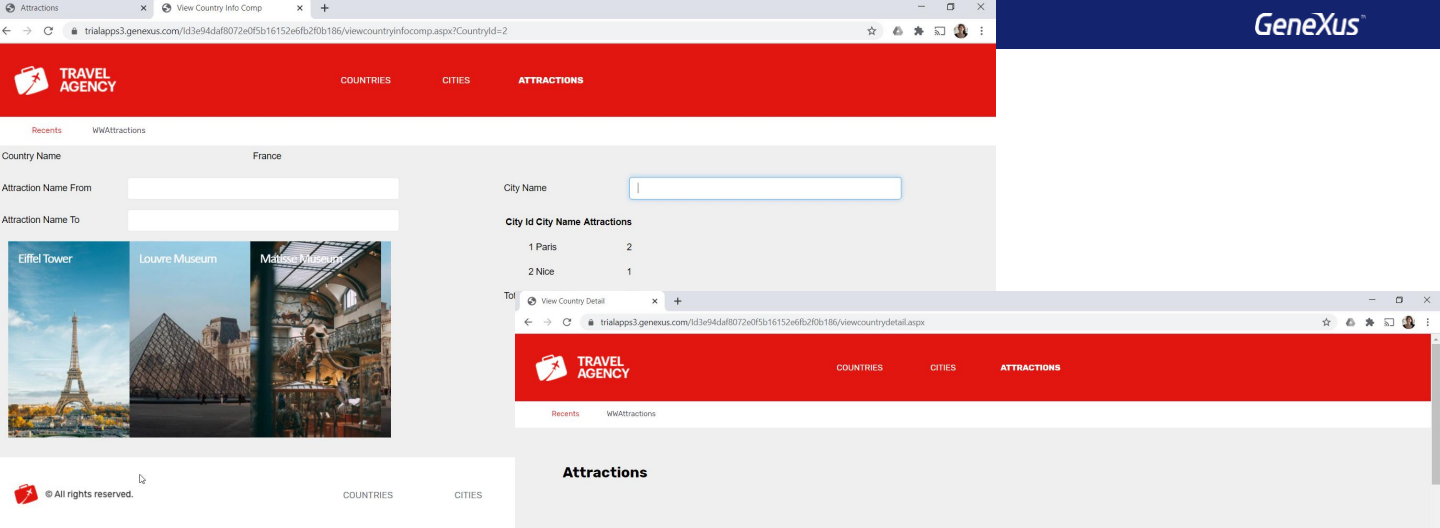 Attractions
View Country Info Comp
GeneXus™
trialapps3.genexus.com/Id3e94daf8072e0f5b16152e6fb2f0b186/viewcountryinfocomp.aspx?CountryId=2
TRAVEL
AGENCY
COUNTRIES CITIES ATTRACTIONS
Recents WWAttractions
Country Name France
Attraction Name From
City Name
Attraction Name To
City Id City Name Attractions
1 Paris 2
2 Nice 1
Eiffel Tower
Louvre Museum
Matisse Museum
View Country Detail
trialapps3.genexus.com/Id3e94daf8072e0f5b16152e6fb2f0b186/viewcountrydetail.aspx
TRAVEL
AGENCY
COUNTRIES CITIES ATTRACTIONS
Recents WWAttractions
Attractions
© All rights reserved.
COUNTRIES CITIES